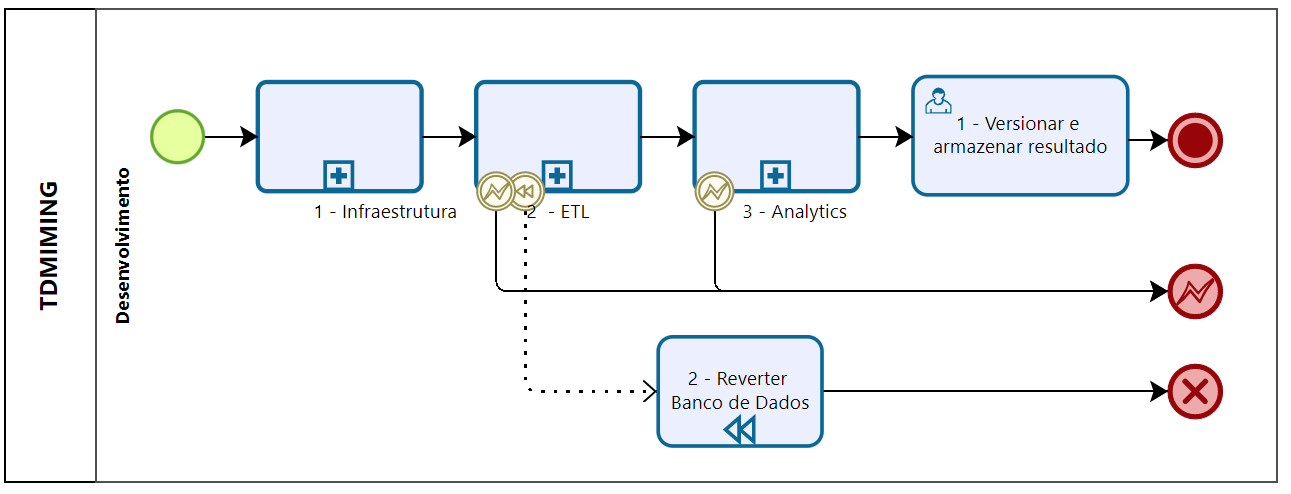 TDMIMING
Desenvolvimento
1 - Infraestrutura
2 - ETL
3 - Analytics
1 - Versionar e
armazenar resultado
2 - Reverter
Banco de Dados